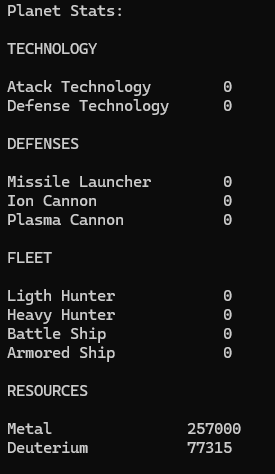 Planet Stats:
TECHNOLOGY
Atack Technology 0
Defense Technology 0
DEFENSES
Missile Launcher 0
Ion Cannon 0
Plasma Cannon 0
FLEET
Ligth Hunter 0
Heavy Hunter 0
Battle Ship 0
Armored Ship 0
RESOURCES
Metal 257000
Deuterium 77315